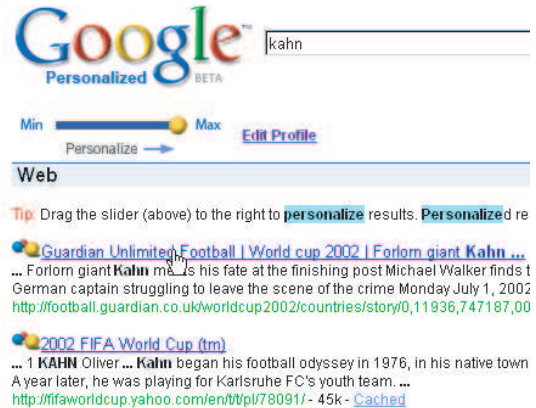 Google™
kahn
Personalized BETA
Min Max Edit Profile
Personalize
Web
Tip: Drag the slider (above) to the right to personalize results. Personalized re
Guardian Unlimited Football | World cup 2002 | Forlorn giant Kahn ...
... Forlorn giant Kahn me s his fate at the finishing post Michael Walker finds t
German captain struggling to leave the scene of the crime Monday July 1, 2002
http://football.guardian.co.uk/worldcup2002/countries/story/0,11936,747187,00
2002 FIFA World Cup (tm)
... 1 KAHN Oliver ... Kahn began his football odyssey in 1976, in his native town
A year later, he was playing for Karlsruhe FC's youth team. ...
http://fifaworldcup.yahoo.com/en/t/t/pl/78091/ - 45k - Cached